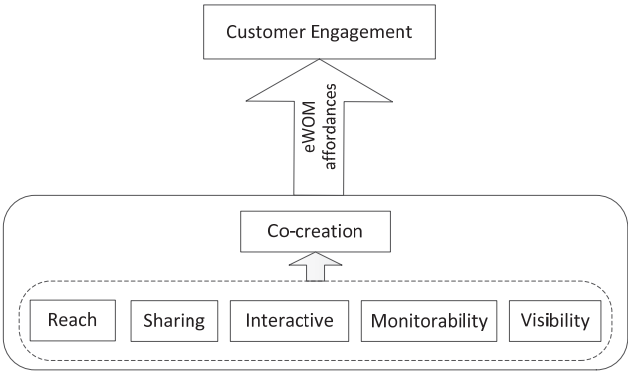 Customer Engagement
eWOM
affordances
Co-creation
Reach
Sharing
Interactive
Monitorability
Visibility